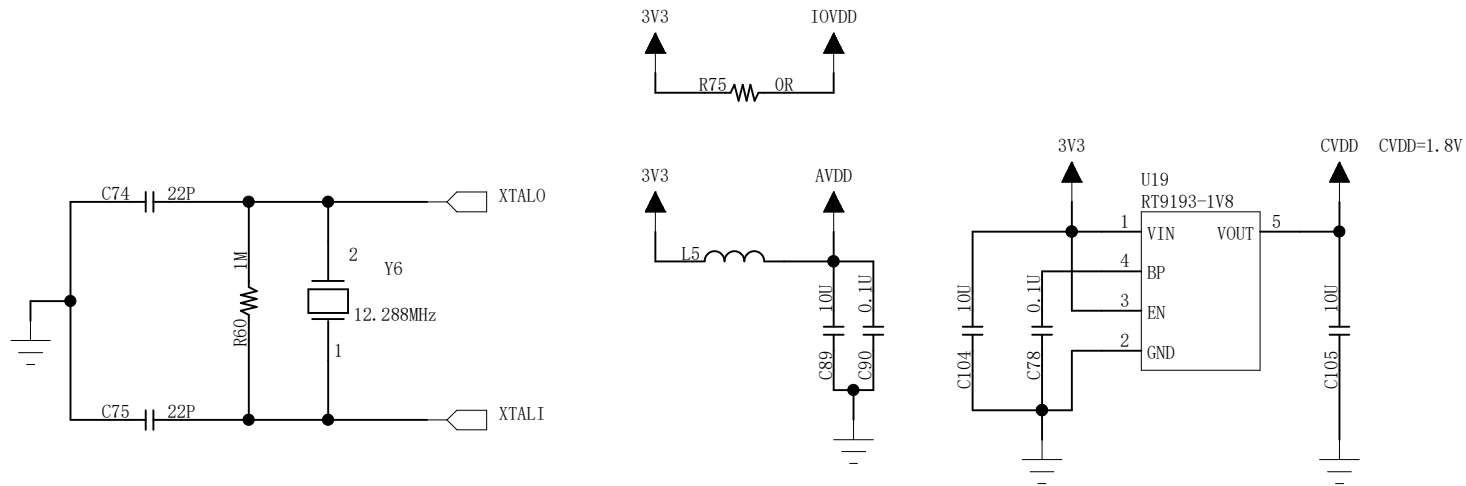 3V3
IOVDD
R75
0R
C74
22P
XTALO
1M
R60
2
Y6
12.288MHz
1
C75
22P
XTALI
3V3
AVDD
L5
10U
0.1U
C89
C90
3V3
U19
RT9193-1V8
CVDD CVDD=1.8V
1
VIN
VOUT
5
4
BP
3
EN
2
GND
10U
C104
0.1U
C78
10U
C105